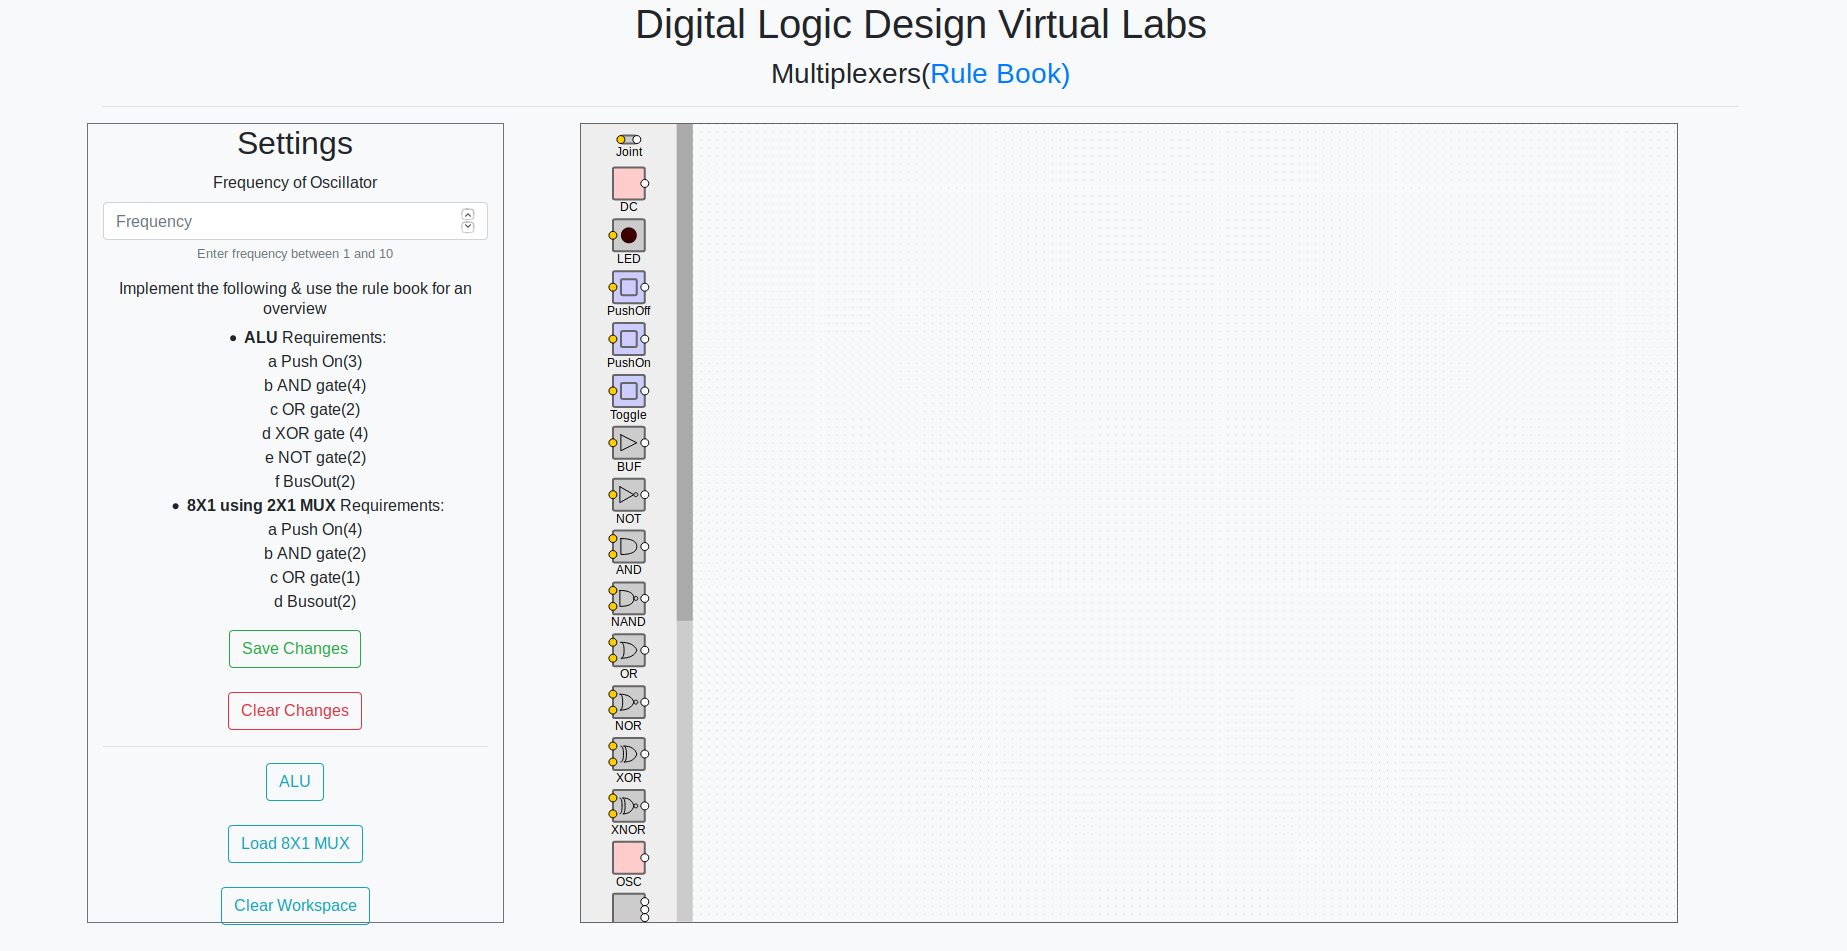 Digital Logic Design Virtual Labs
Multiplexers(Rule Book)
Settings
Frequency of Oscillator
Frequency
Enter frequency between 1 and 10
Implement the following & use the rule book for an
overview
• ALU Requirements:
a Push On(3)
b AND gate(4)
c OR gate(2)
d XOR gate (4)
e NOT gate(2)
f BusOut(2)
• 8X1 using 2X1 MUX Requirements:
a Push On(4)
b AND gate(2)
c OR gate(1)
d Busout(2)
Save Changes
Clear Changes
ALU
Load 8X1 MUX
Clear Workspace
Joint
DC
LED
PushOff
PushOn
Toggle
BUF
NOT
AND
NAND
OR
NOR
XOR
XNOR
OSC